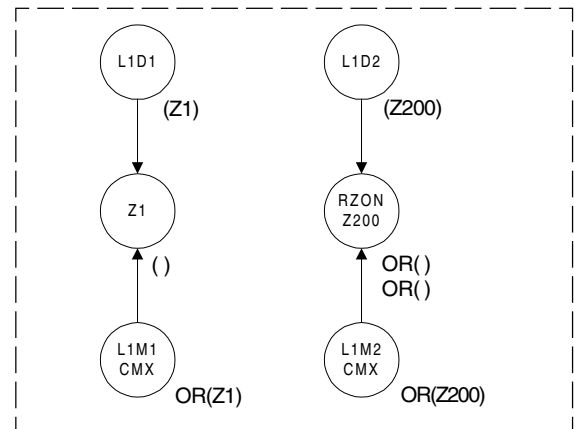 L1D1
(Z1)
L1D2
(Z200)
Z1
( )
RZON
Z200
OR( )
OR( )
L1M1
CMX
OR(Z1)
L1M2
CMX
OR(Z200)